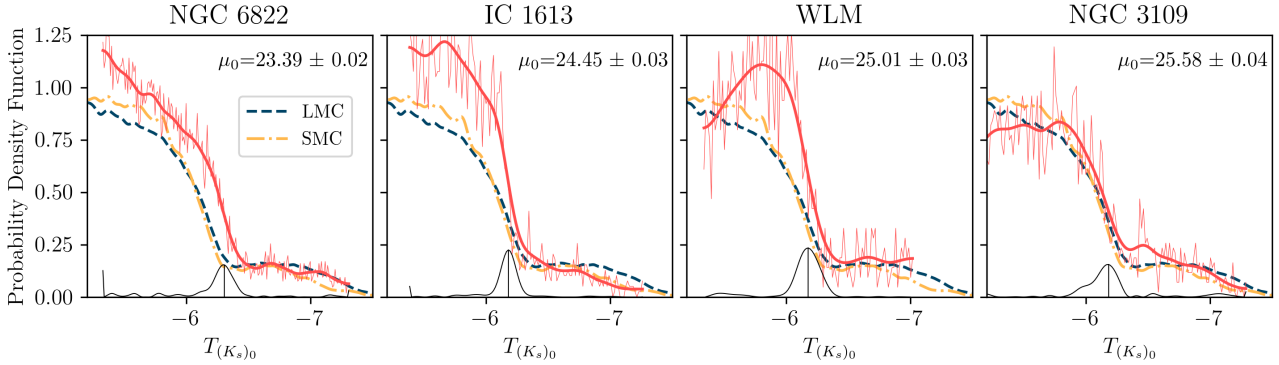 NGC 6822
IC 1613
WLM
NGC 3109
Probability Density Function
1.25
1.00
0.75
0.50
0.25
0.00
μ₀=23.39 ± 0.02
μ₀=24.45 ± 0.03
μ₀=25.01 ± 0.03
μ₀=25.58 ± 0.04
LMC
SMC
−6 −7
−6 −7
−6 −7
−6 −7
T(Kₛ)₀
T(Kₛ)₀
T(Kₛ)₀
T(Kₛ)₀